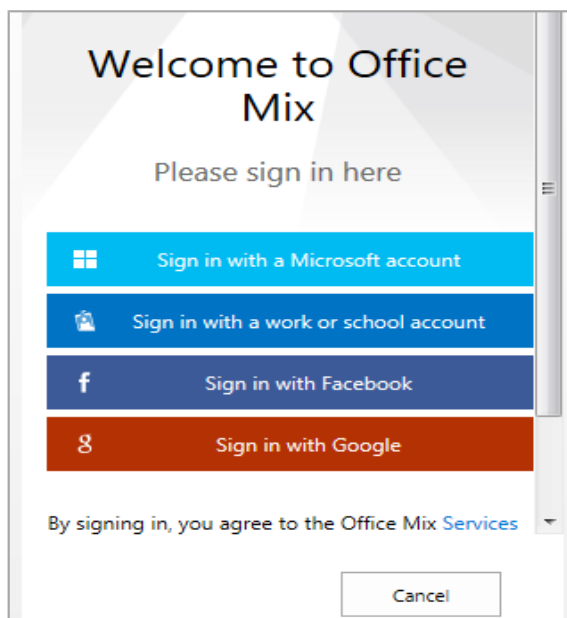 Welcome to Office
Mix
Please sign in here
Sign in with a Microsoft account
Sign in with a work or school account
f Sign in with Facebook
g Sign in with Google
By signing in, you agree to the Office Mix Services
Cancel